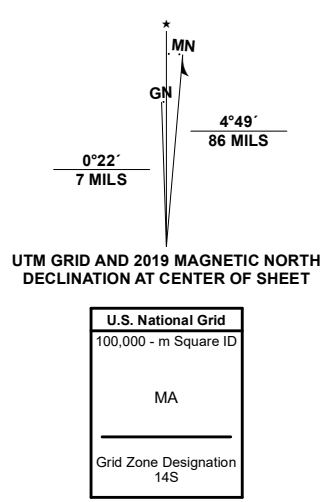 ★
MN
GN
4°49´
86 MILS
0°22´
7 MILS
UTM GRID AND 2019 MAGNETIC NORTH
DECLINATION AT CENTER OF SHEET
U.S. National Grid
100,000 - m Square ID
MA
Grid Zone Designation
14S